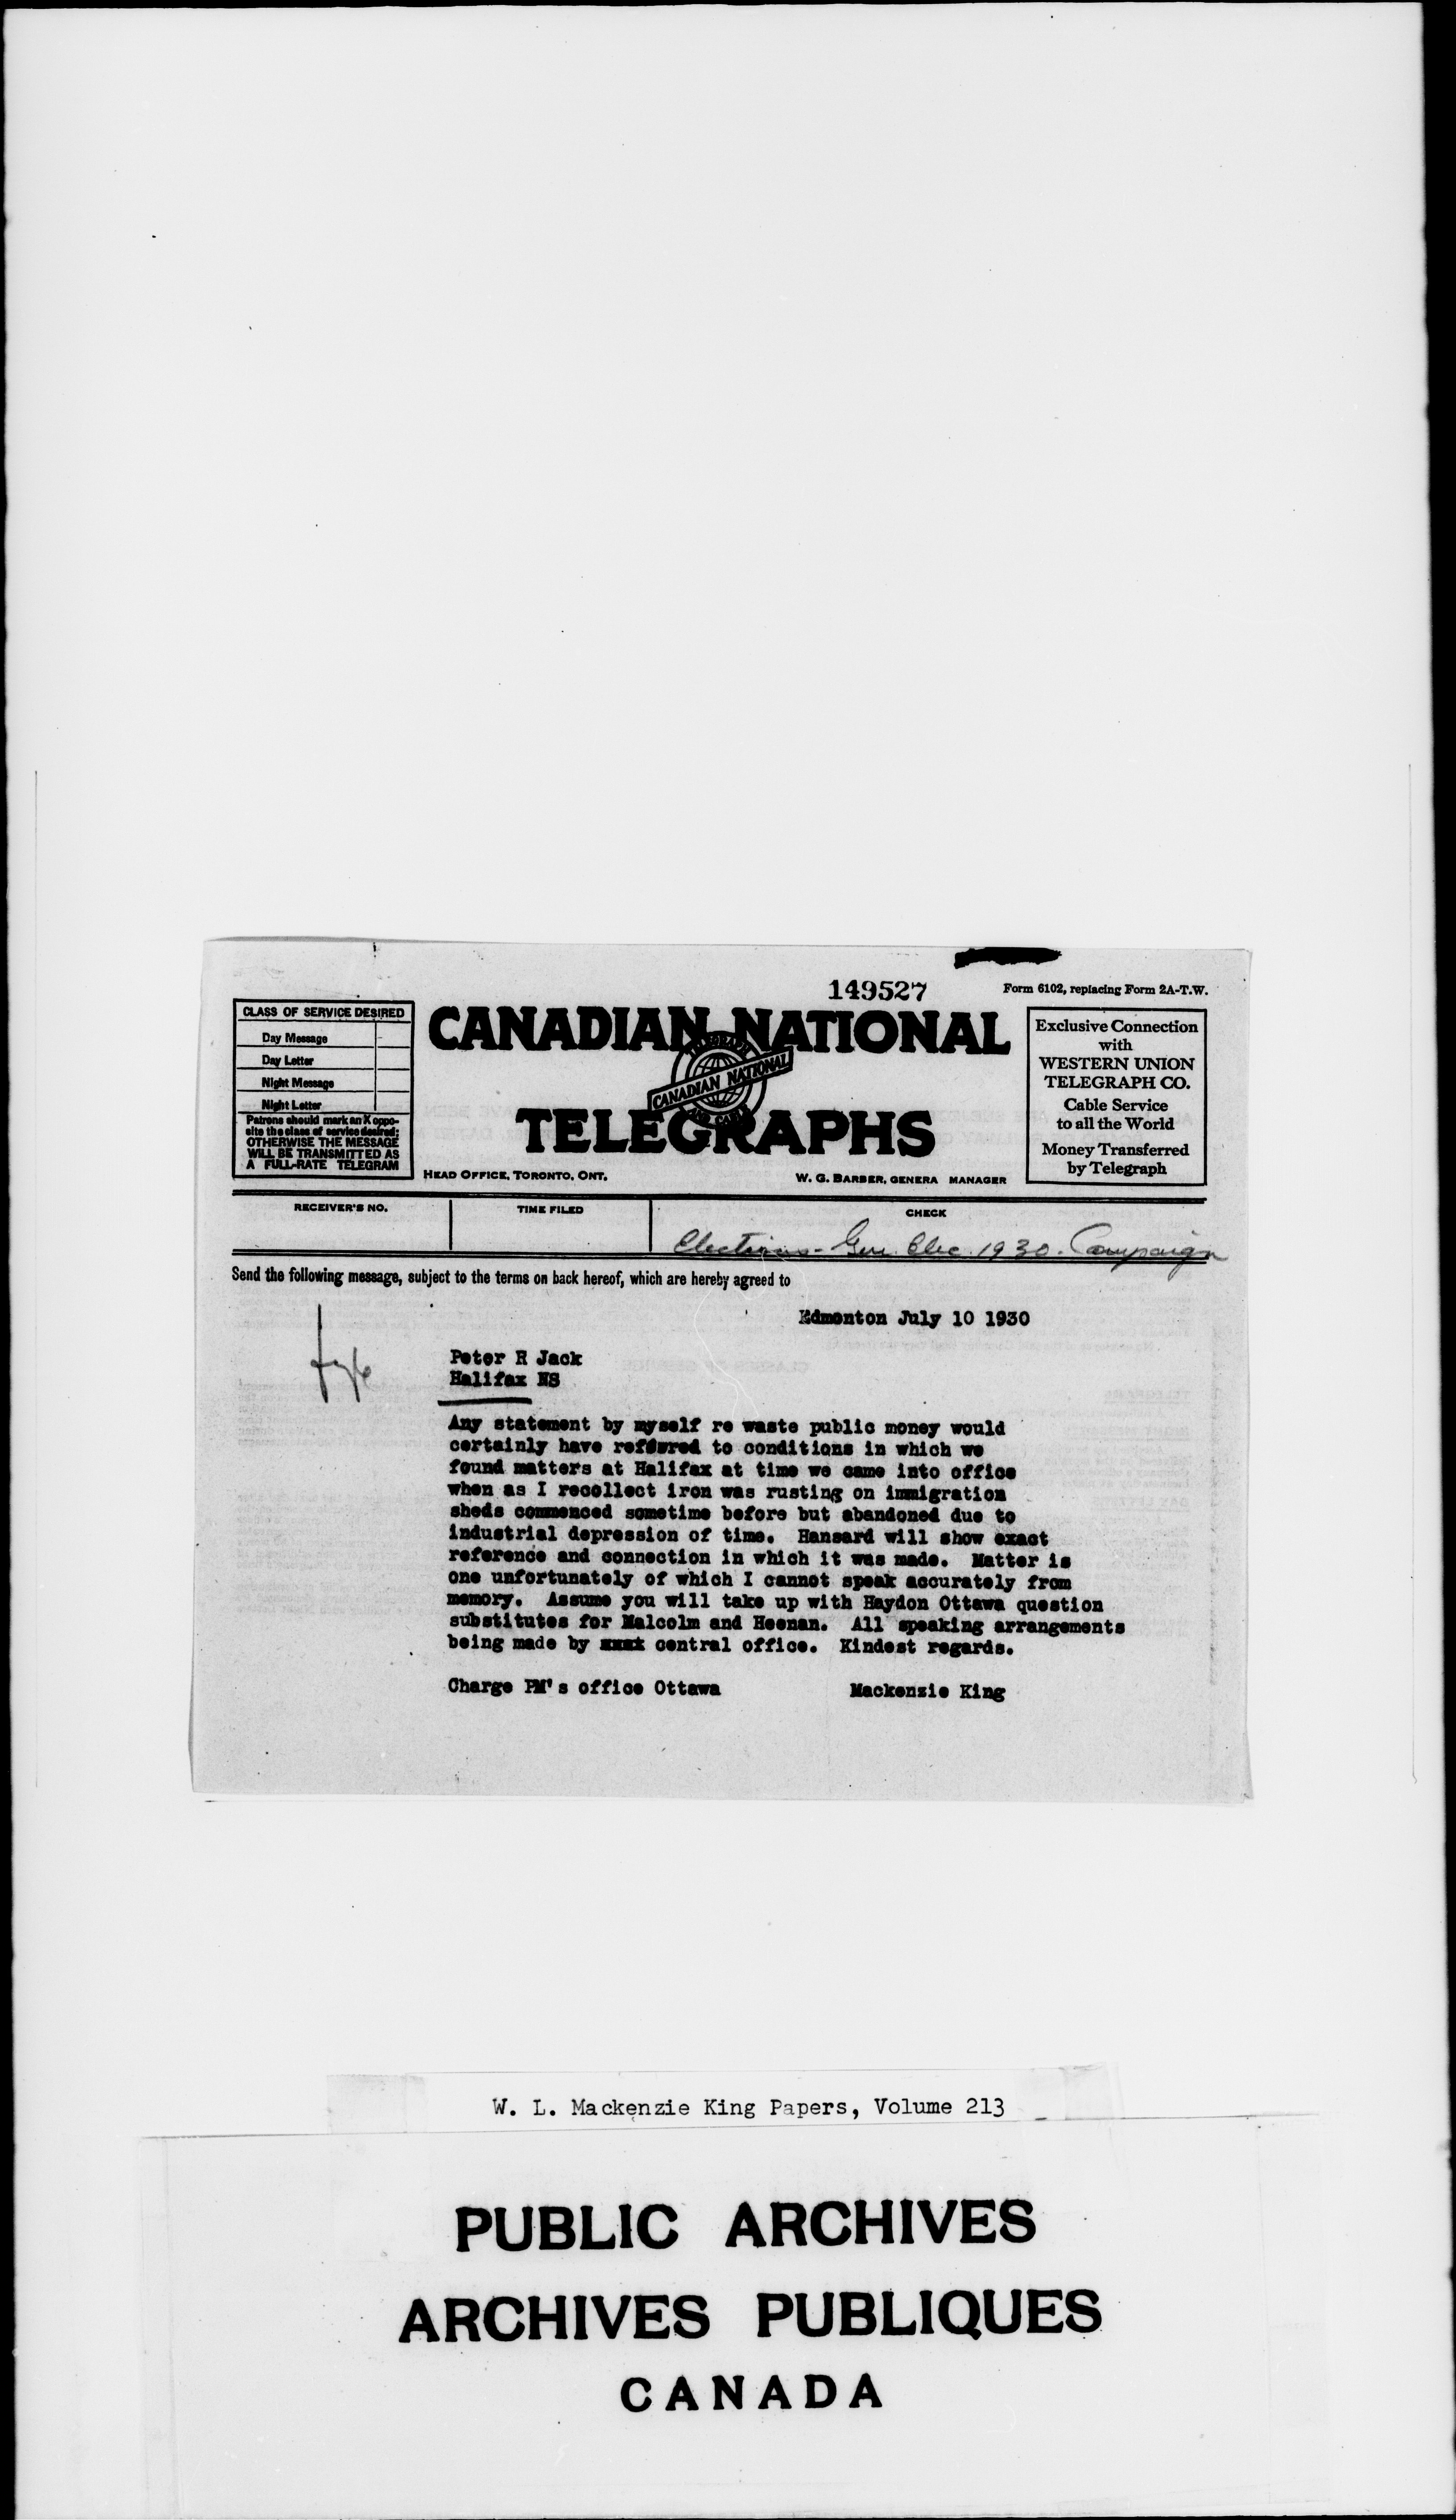 149527
Form 6102, replacing Form 2A-T.W.
CLASS OF SERVICE DESIRED
Day Message
Day Letter
Night Message
Night Letter
Patrons should mark an X oppo-
site the class of service desired;
OTHERWISE THE MESSAGE
WILL BE TRANSMITTED AS
A FULL-RATE TELEGRAM
CANADIAN NATIONAL
TELEGRAPH
CANADIAN NATIONAL
AND CABLE
TELEGRAPHS
HEAD OFFICE, TORONTO, ONT.
W. G. BARBER, GENERA MANAGER
Exclusive Connection
with
WESTERN UNION
TELEGRAPH CO.
Cable Service
to all the World
Money Transferred
by Telegraph
RECEIVER'S NO.
TIME FILED
CHECK
Elections - Gen. Elec. 1930. Campaign
Send the following message, subject to the terms on back hereof, which are hereby agreed to
Edmonton July 10 1930
Peter R Jack
Halifax NS
Any statement by myself re waste public money would
certainly have referred to conditions in which we
found matters at Halifax at time we came into office
when as I recollect iron was rusting on immigration
sheds commenced sometime before but abandoned due to
industrial depression of time. Hansard will show exact
reference and connection in which it was made. Matter is
one unfortunately of which I cannot speak accurately from
memory. Assume you will take up with Haydon Ottawa question
substitutes for Malcolm and Heenan. All speaking arrangements
being made by central office. Kindest regards.
Charge PM's office Ottawa
Mackenzie King
W. L. Mackenzie King Papers, Volume 213
PUBLIC ARCHIVES
ARCHIVES PUBLIQUES
CANADA